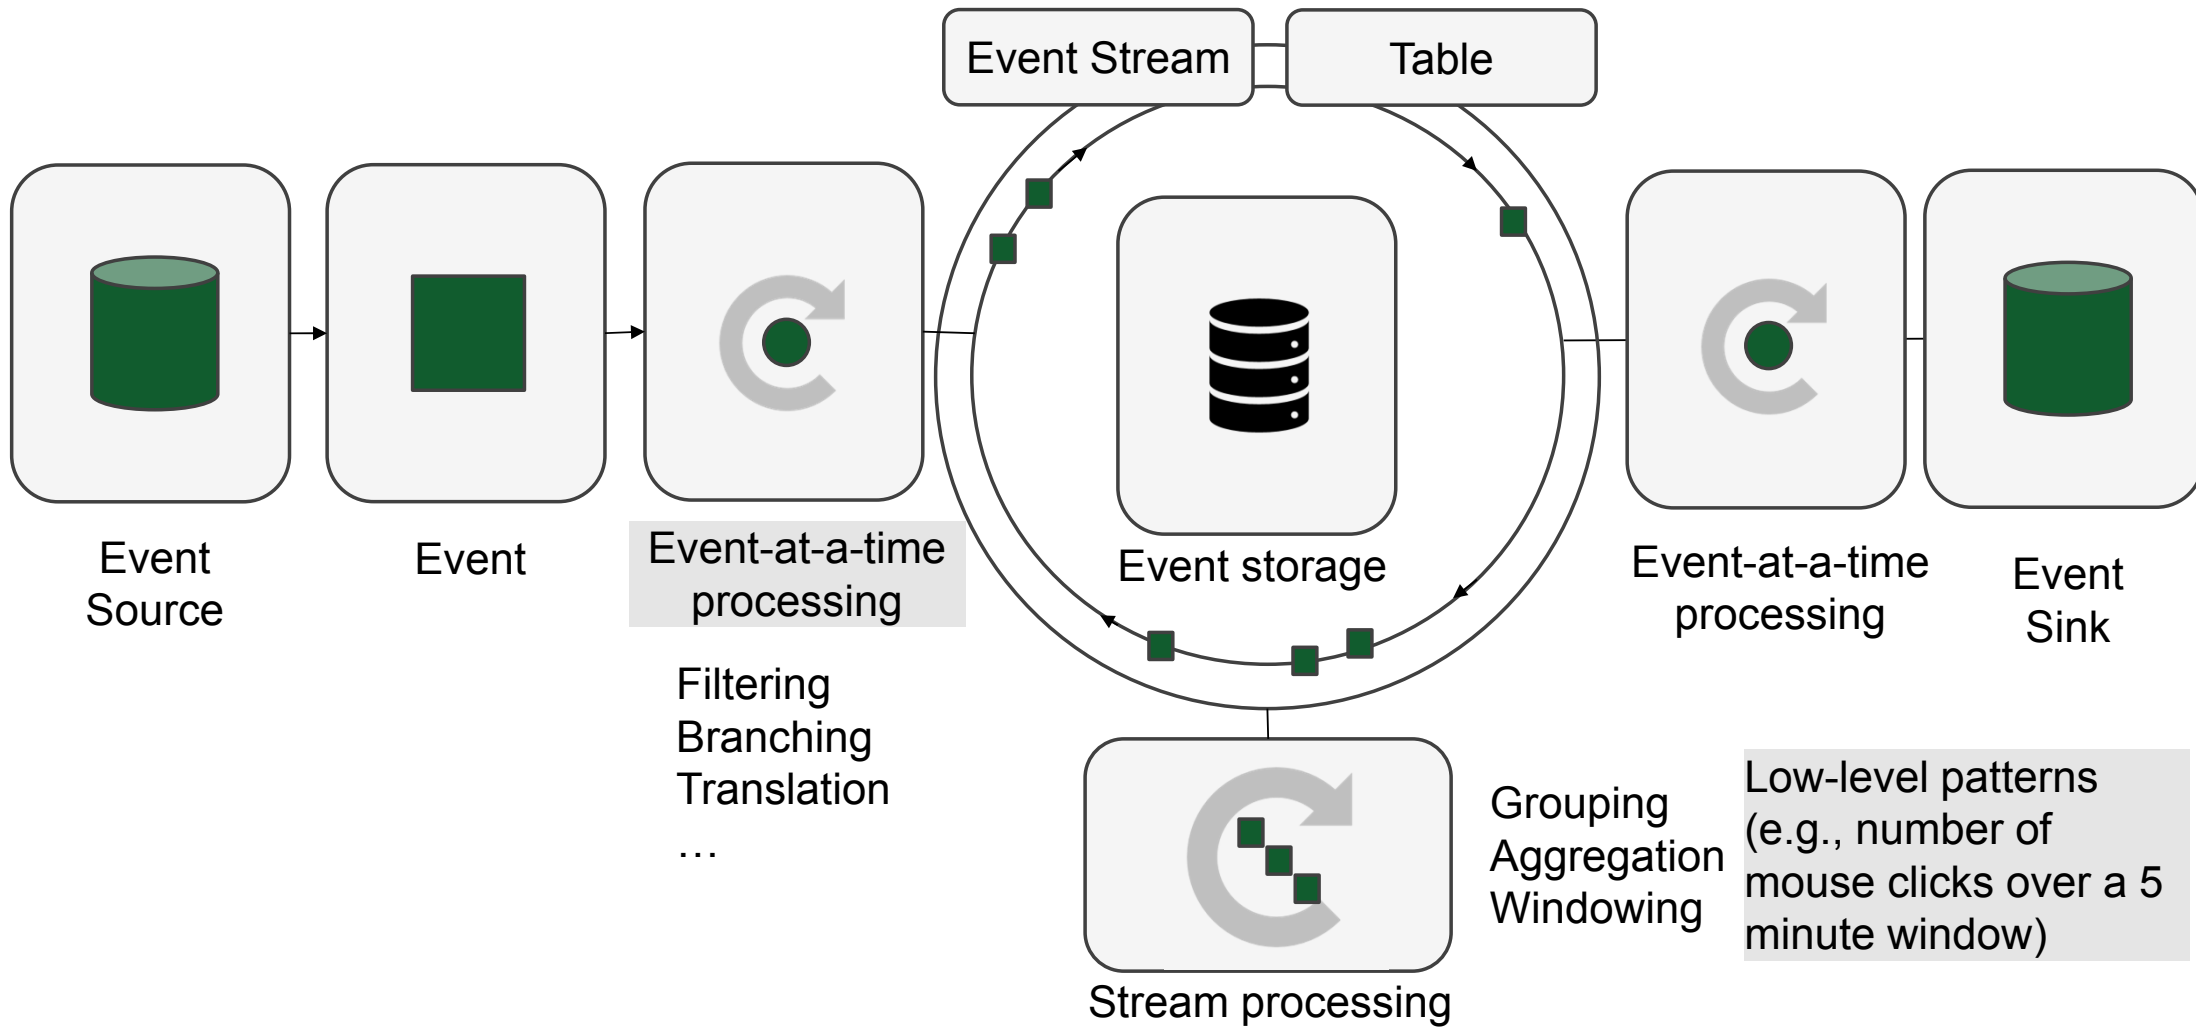 Event Stream
Table
Event
Source
Event
Event-at-a-time
processing
Filtering
Branching
Translation
…
Event storage
Event-at-a-time
processing
Event
Sink
Grouping
Aggregation
Windowing
Low-level patterns
(e.g., number of
mouse clicks over a 5
minute window)
Stream processing